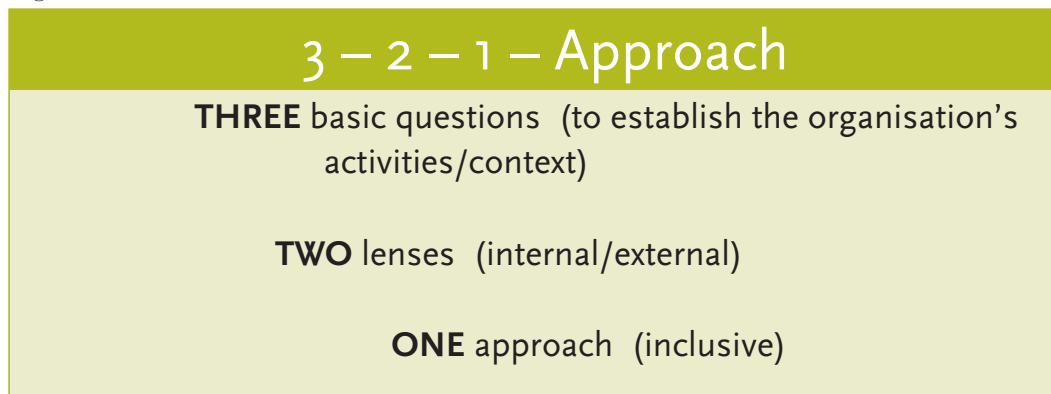 3 – 2 – 1 – Approach
THREE basic questions (to establish the organisation’s
activities/context)
TWO lenses (internal/external)
ONE approach (inclusive)